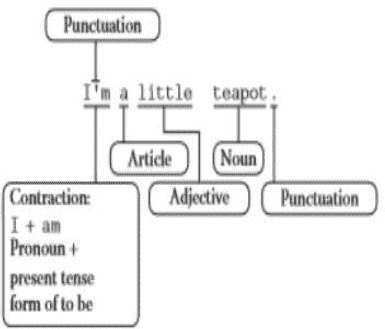 Punctuation
I'm a little teapot.
Article
Noun
Adjective
Punctuation
Contraction:
I + am
Pronoun +
present tense
form of to be